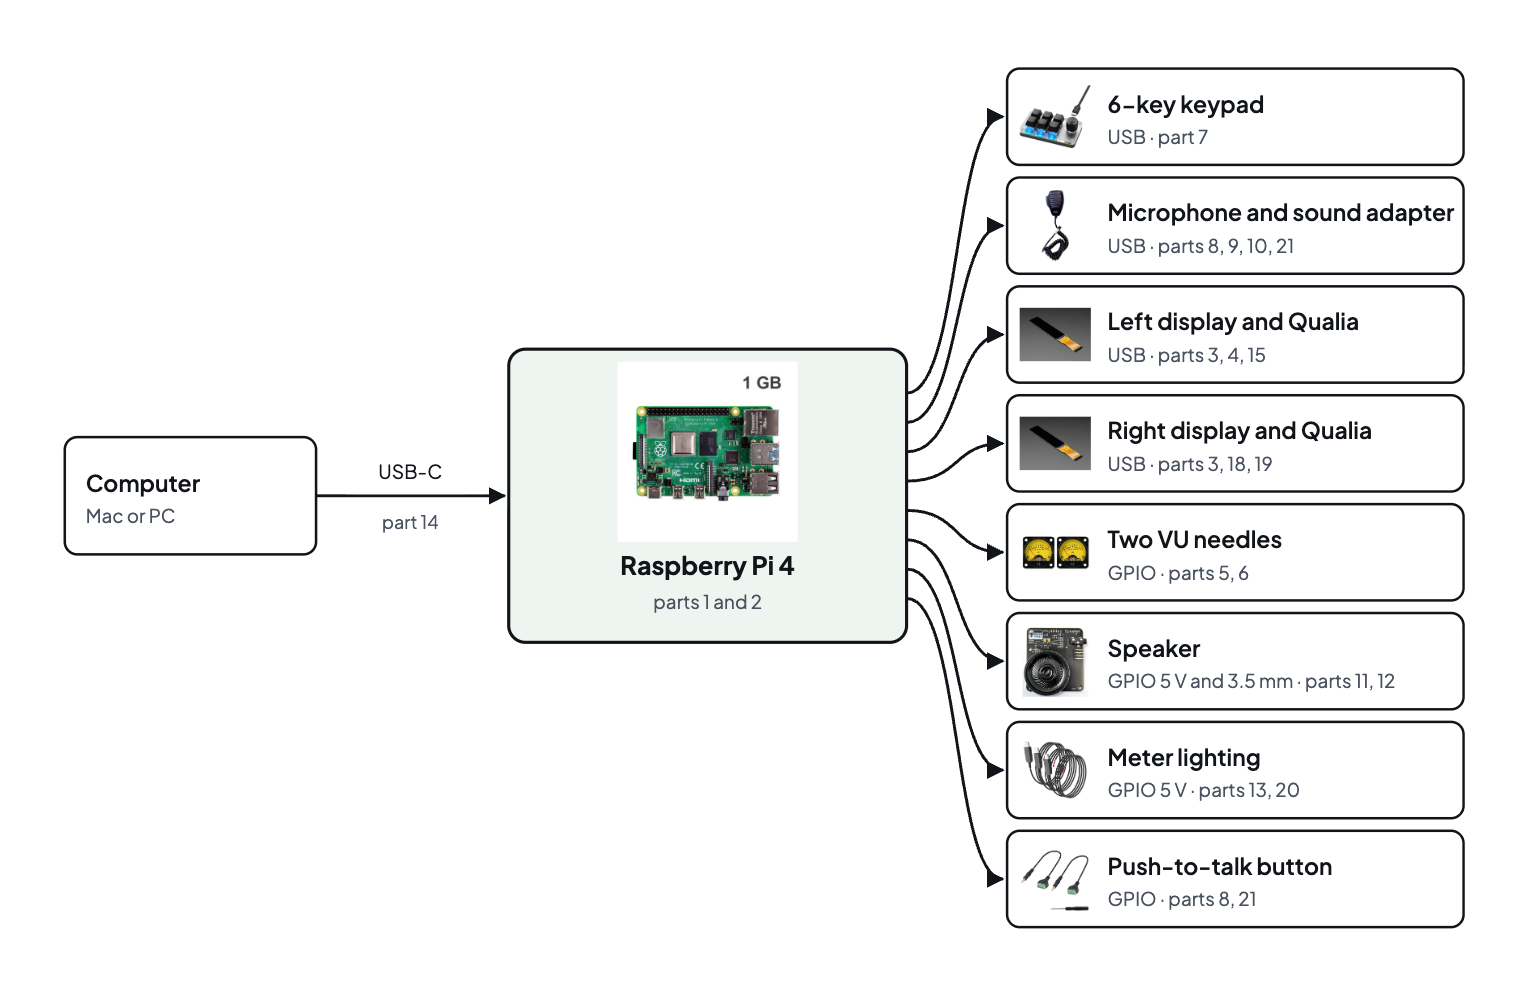 Computer
Mac or PC
USB-C
part 14
1 GB
HDMI
Raspberry Pi 4
parts 1 and 2
6-key keypad
USB · part 7
Microphone and sound adapter
USB · parts 8, 9, 10, 21
Left display and Qualia
USB · parts 3, 4, 15
Right display and Qualia
USB · parts 3, 18, 19
Two VU needles
GPIO · parts 5, 6
Speaker
GPIO 5 V and 3.5 mm · parts 11, 12
Meter lighting
GPIO 5 V · parts 13, 20
Push-to-talk button
GPIO · parts 8, 21